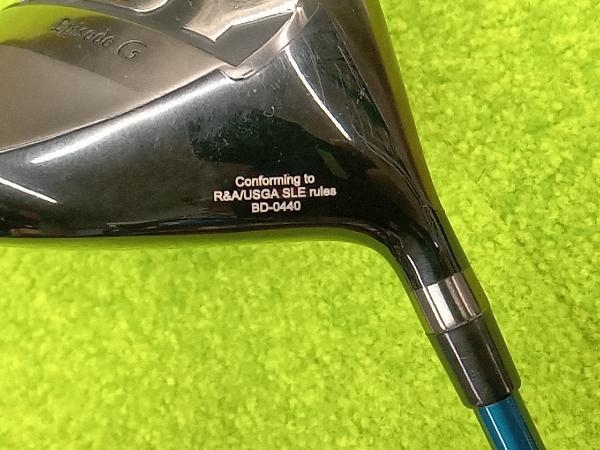 Episode G
Conforming to
R&A/USGA SLE rules
BD-0440